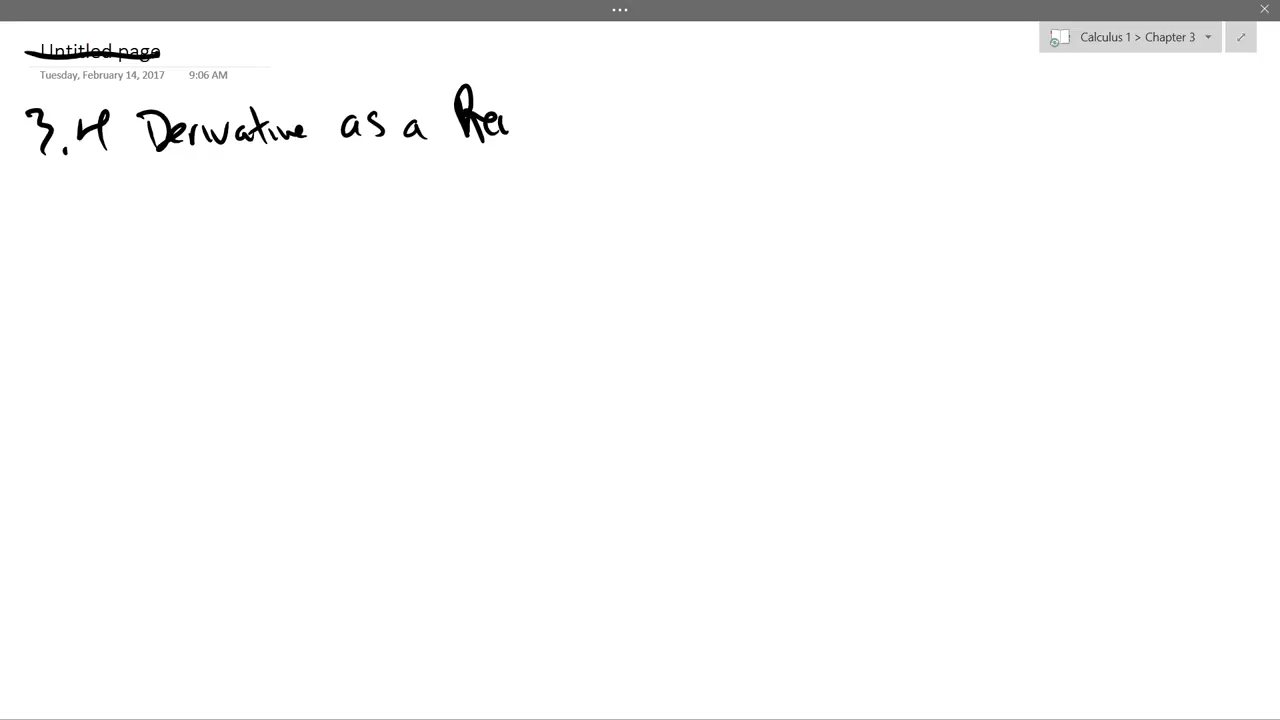 Calculus 1 > Chapter 3
Untitled page
Tuesday, February 14, 2017 9:06 AM
3.4 Derivative as a